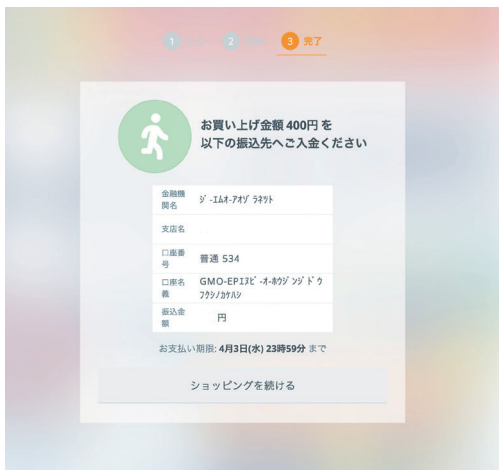 1
2
3 完了
お買い上げ金額 400円 を
以下の振込先へご入金ください
金融機
関名
ｼﾞ-ｴﾑｵ-ｱｵｿﾞﾗﾈﾂﾄ
支店名
口座番
号
普通 534
口座名
義
GMO-EPｴﾇﾋﾟ-ｵ-ﾎｳｼﾞﾝｼﾞﾄﾞｳ
ﾌｸｼﾉｶｹﾊｼ
振込金
額
円
お支払い期限: 4月3日(水) 23時59分 まで
ショッピングを続ける